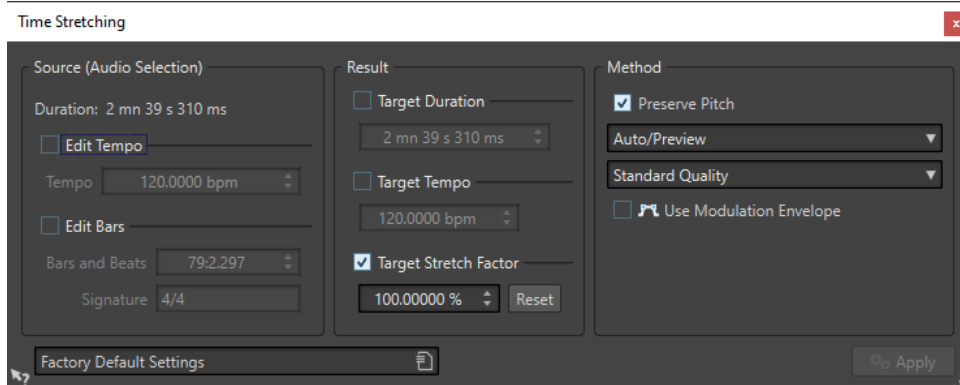 Time Stretching
x
Source (Audio Selection)
Duration: 2 mn 39 s 310 ms
Edit Tempo
Tempo 120.0000 bpm
Edit Bars
Bars and Beats 79:2.297
Signature 4/4
Result
Target Duration
2 mn 39 s 310 ms
Target Tempo
120.0000 bpm
Target Stretch Factor
100.00000 % Reset
Method
Preserve Pitch
Auto/Preview
Standard Quality
Use Modulation Envelope
?
Factory Default Settings
Apply